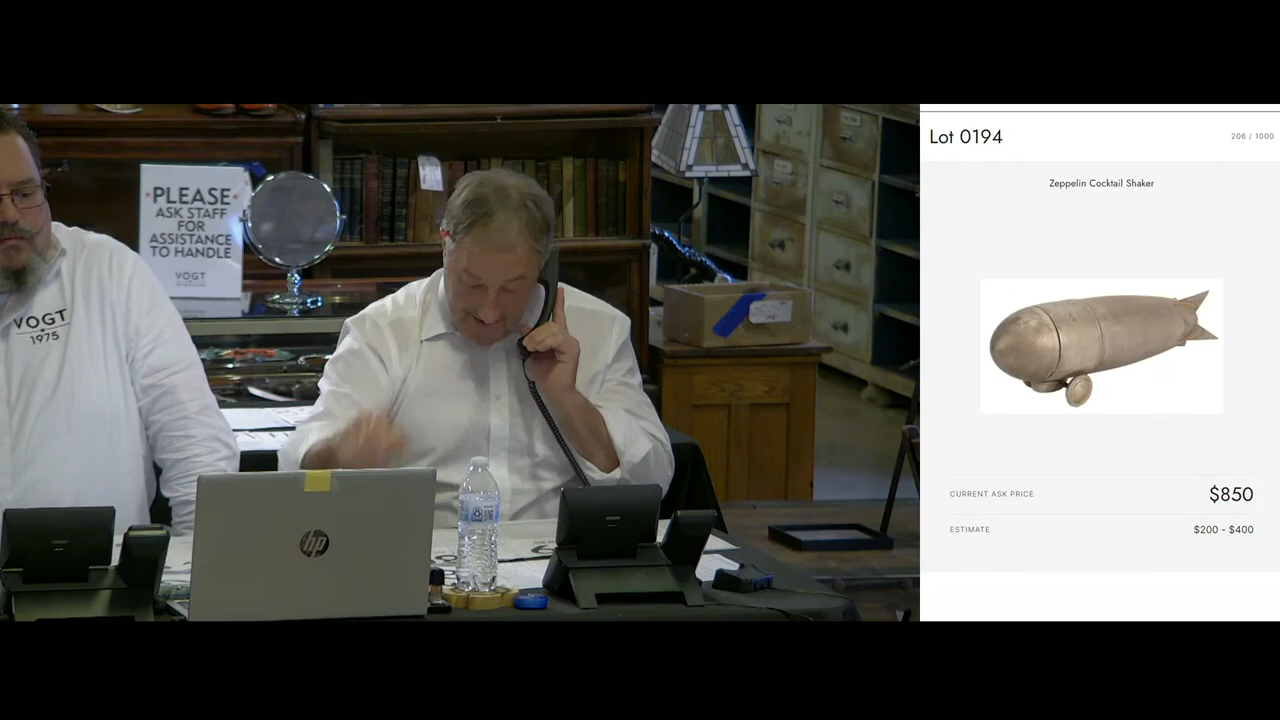 PLEASE
ASK STAFF
FOR
ASSISTANCE
TO HANDLE
VOGT
VOGT
1975
hp
Lot 0194
206 / 1000
Zeppelin Cocktail Shaker
CURRENT ASK PRICE
$850
ESTIMATE
$200 - $400